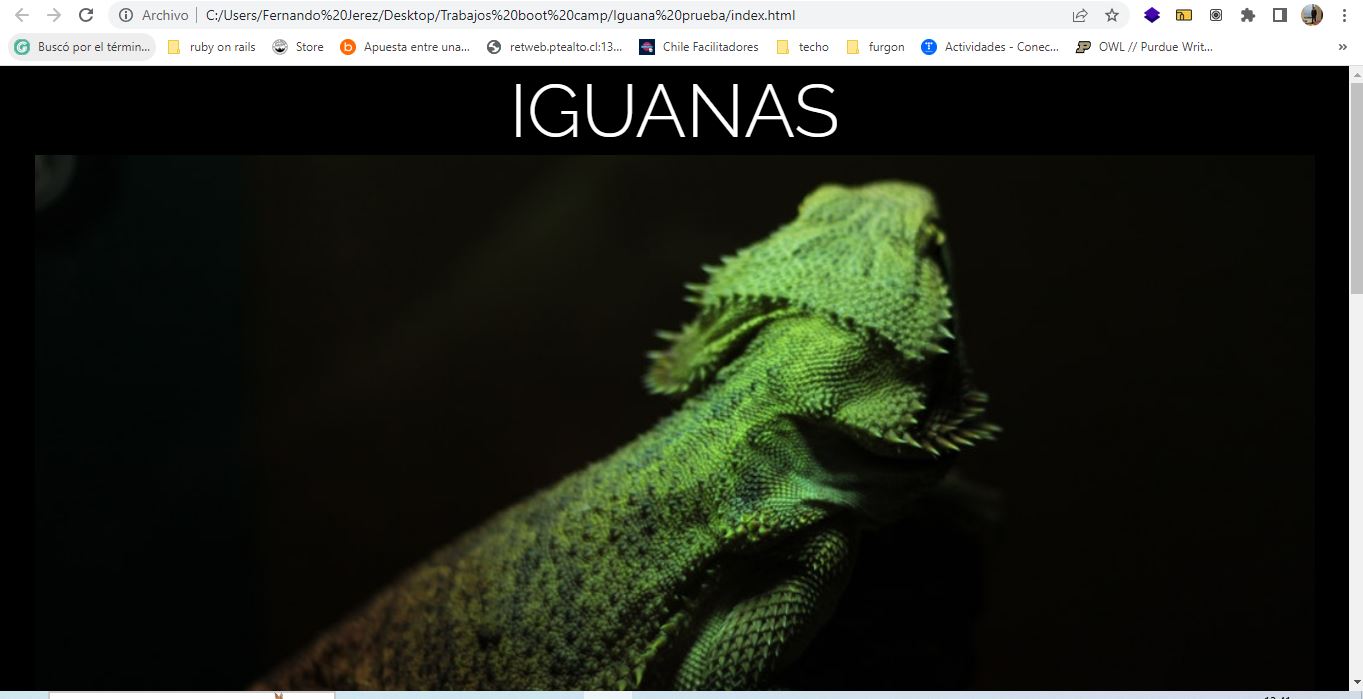 Archivo C:/Users/Fernando%20Jerez/Desktop/Trabajos%20boot%20camp/Iguana%20prueba/index.html
Buscó por el términ... ruby on rails Store Apuesta entre una... retweb.ptealto.cl:13... Chile Facilitadores techo furgon Actividades - Conec... OWL // Purdue Writ... »
IGUANAS